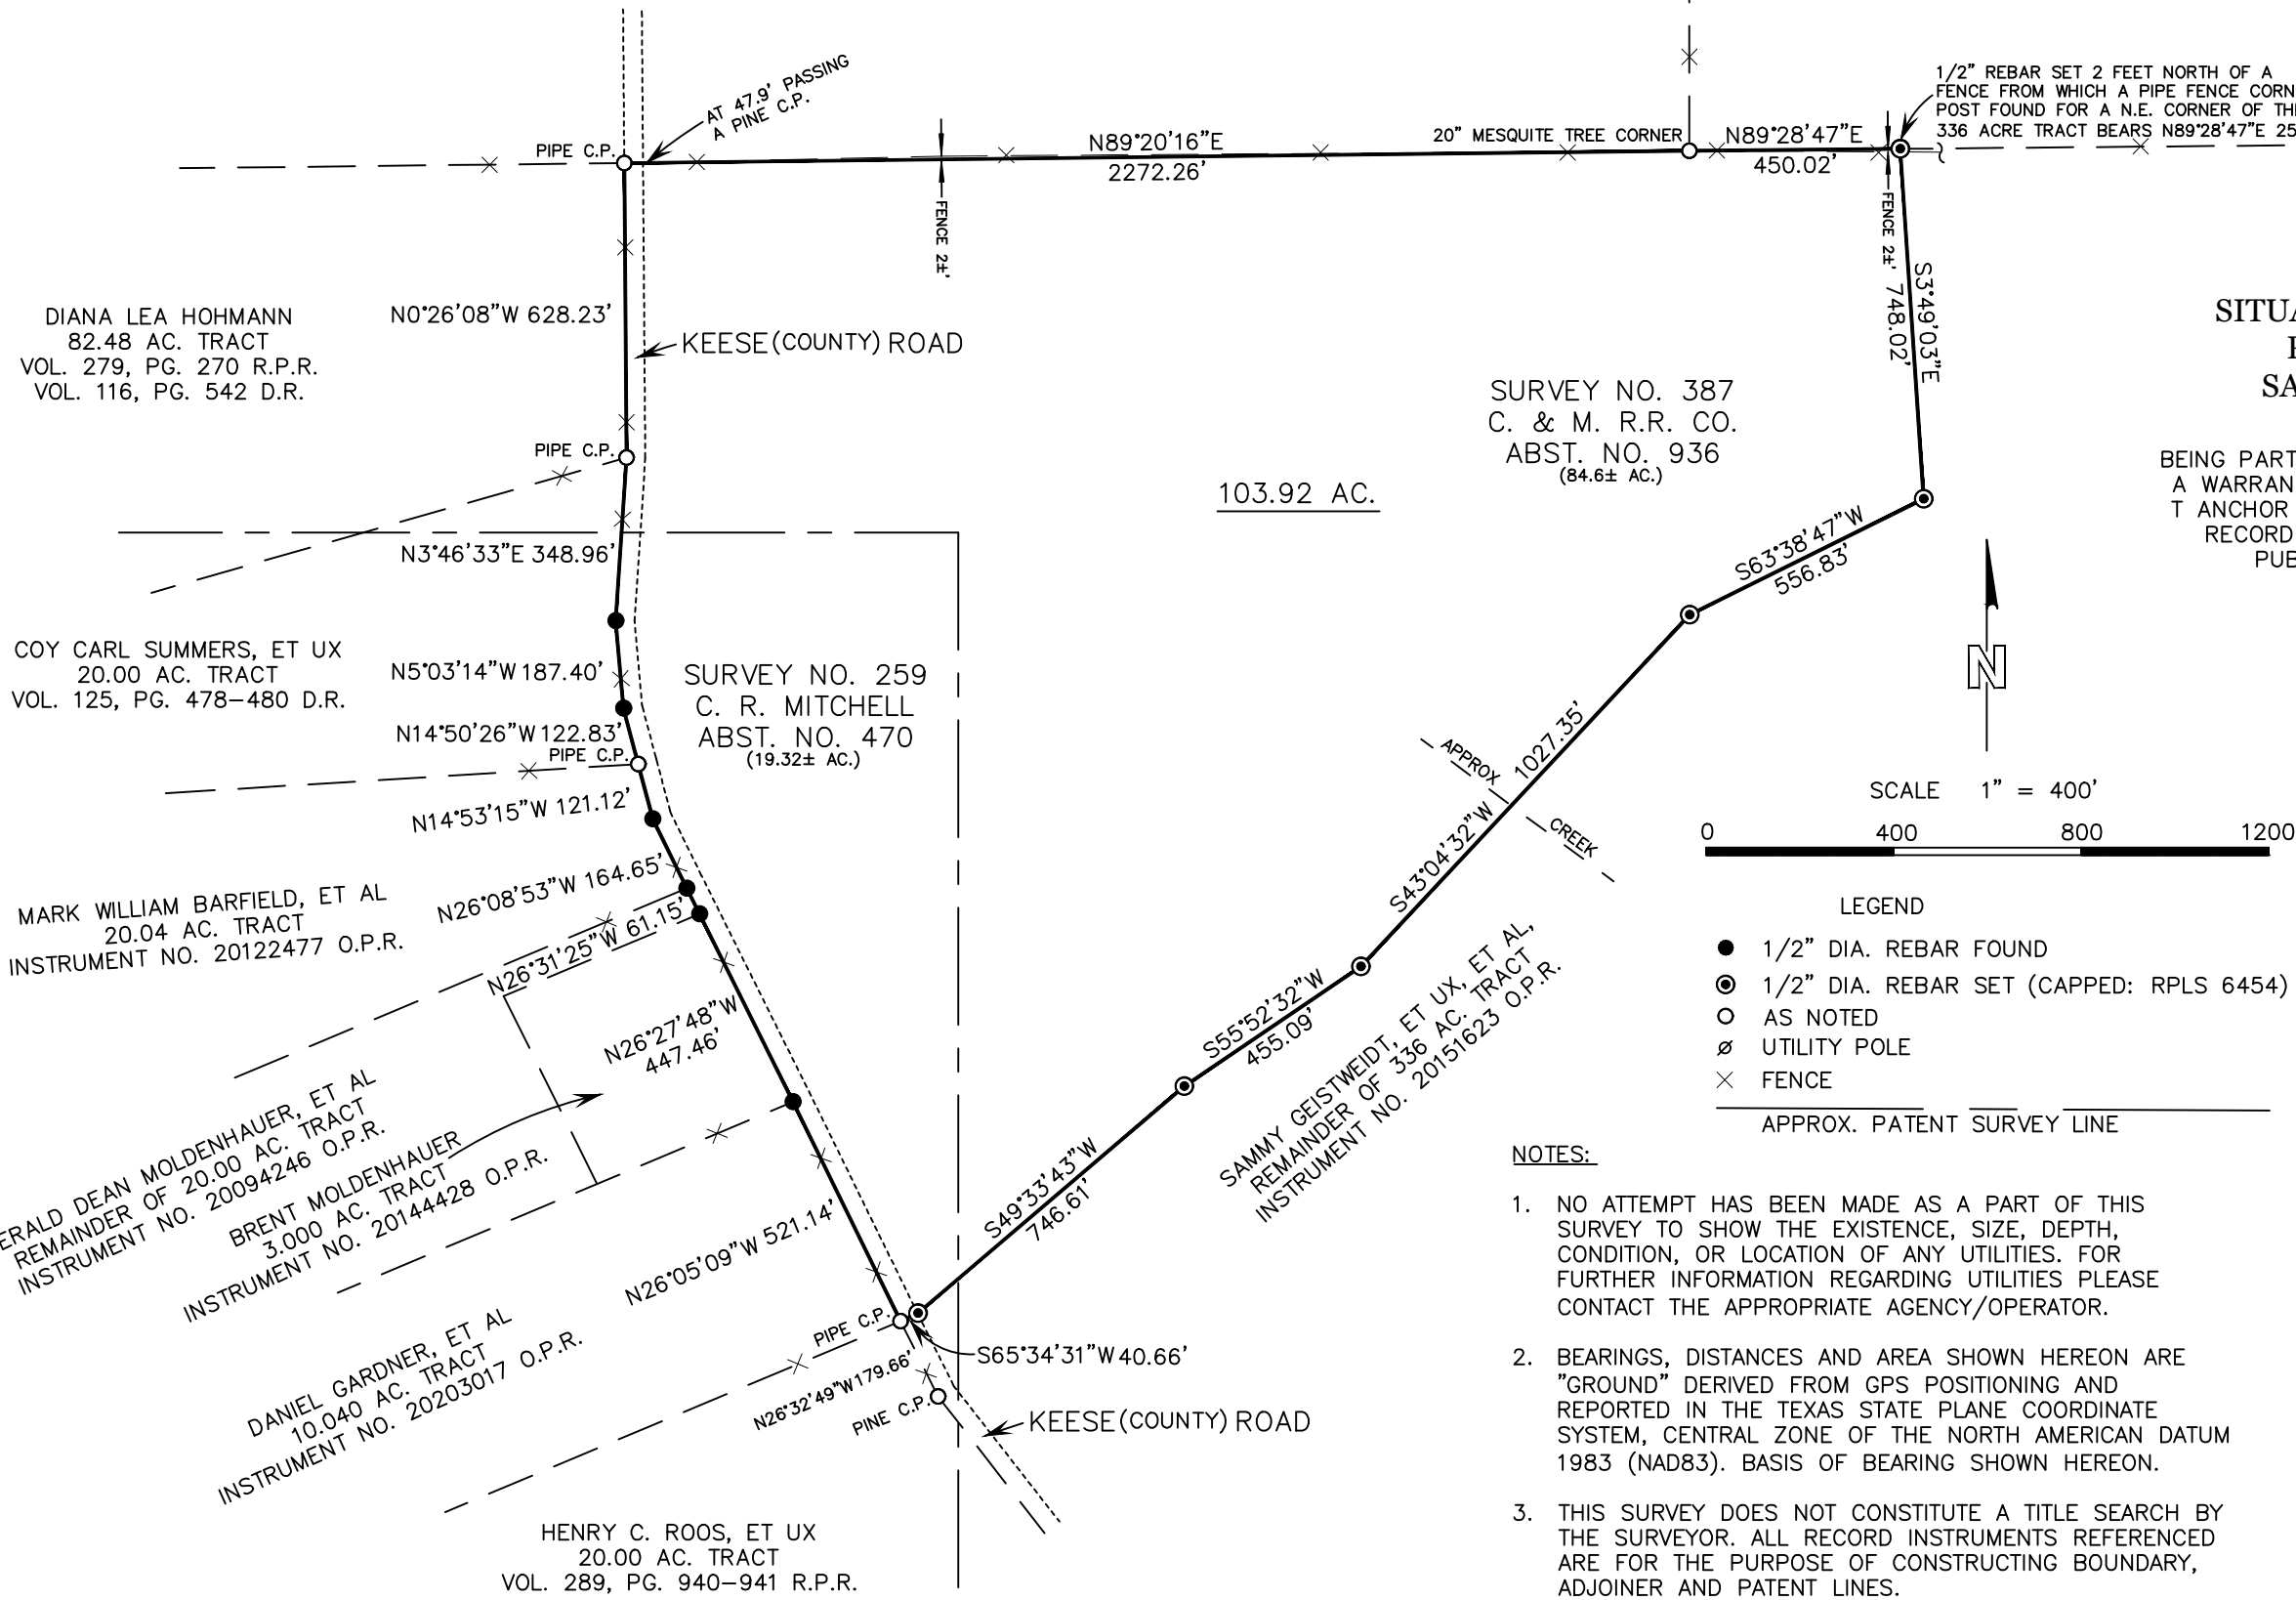 AT 47.9' PASSING
A PINE C.P.
PIPE C.P.
N89°20'16"E
2272.26'
20" MESQUITE TREE CORNER
N89°28'47"E
450.02'
1/2" REBAR SET 2 FEET NORTH OF A
FENCE FROM WHICH A PIPE FENCE
POST FOUND FOR A N.E. CORNER OF
336 ACRE TRACT BEARS N89°28'47"E
FENCE 2±'
FENCE 2±'
S3°49'03"E
748.02'
DIANA LEA HOHMANN
82.48 AC. TRACT
VOL. 279, PG. 270 R.P.R.
VOL. 116, PG. 542 D.R.
N0°26'08"W 628.23'
KEESE(COUNTY) ROAD
SURVEY NO. 387
C. & M. R.R. CO.
ABST. NO. 936
(84.6± AC.)
103.92 AC.
BEING PART
A WARRAN
T ANCHOR
RECORD
PUB
PIPE C.P.
N3°46'33"E 348.96'
S63°38'47"W
556.83'
COY CARL SUMMERS, ET UX
20.00 AC. TRACT
VOL. 125, PG. 478-480 D.R.
N5°03'14"W 187.40'
N14°50'26"W 122.83'
PIPE C.P.
SURVEY NO. 259
C. R. MITCHELL
ABST. NO. 470
(19.32± AC.)
N14°53'15"W 121.12'
APPROX
CREEK
1027.35'
S43°04'32"W
N
SCALE 1" = 400'
0 400 800 1200
LEGEND
1/2" DIA. REBAR FOUND
1/2" DIA. REBAR SET (CAPPED: RPLS 6454)
AS NOTED
UTILITY POLE
FENCE
APPROX. PATENT SURVEY LINE
MARK WILLIAM BARFIELD, ET AL
20.04 AC. TRACT
INSTRUMENT NO. 20122477 O.P.R.
N26°08'53"W 164.65'
N26°31'25"W 61.15'
N26°27'48"W
447.46'
S55°52'32"W
455.09'
SAMMY GEISTWEIDT, ET UX, ET AL,
REMAINDER OF 336 AC. TRACT
INSTRUMENT NO. 20151623 O.P.R.
ERALD DEAN MOLDENHAUER, ET AL
REMAINDER OF 20.00 AC. TRACT
INSTRUMENT NO. 20094246 O.P.R.
BRENT MOLDENHAUER
3.000 AC. TRACT
INSTRUMENT NO. 20144428 O.P.R.
N26°05'09"W 521.14'
S49°33'43"W
746.61'
PIPE C.P.
S65°34'31"W 40.66'
N26°32'49"W 179.66'
PINE C.P.
KEESE(COUNTY) ROAD
DANIEL GARDNER, ET AL
10.040 AC. TRACT
INSTRUMENT NO. 20203017 O.P.R.
HENRY C. ROOS, ET UX
20.00 AC. TRACT
VOL. 289, PG. 940-941 R.P.R.
NOTES:
1. NO ATTEMPT HAS BEEN MADE AS A PART OF THIS
SURVEY TO SHOW THE EXISTENCE, SIZE, DEPTH,
CONDITION, OR LOCATION OF ANY UTILITIES. FOR
FURTHER INFORMATION REGARDING UTILITIES PLEASE
CONTACT THE APPROPRIATE AGENCY/OPERATOR.
2. BEARINGS, DISTANCES AND AREA SHOWN HEREON ARE
"GROUND" DERIVED FROM GPS POSITIONING AND
REPORTED IN THE TEXAS STATE PLANE COORDINATE
SYSTEM, CENTRAL ZONE OF THE NORTH AMERICAN DATUM
1983 (NAD83). BASIS OF BEARING SHOWN HEREON.
3. THIS SURVEY DOES NOT CONSTITUTE A TITLE SEARCH BY
THE SURVEYOR. ALL RECORD INSTRUMENTS REFERENCED
ARE FOR THE PURPOSE OF CONSTRUCTING BOUNDARY,
ADJOINER AND PATENT LINES.